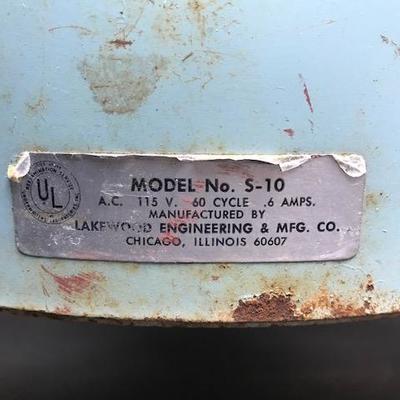 UL
MODEL No. S-10
A.C. 115 V. 60 CYCLE .6 AMPS.
MANUFACTURED BY
LAKEWOOD ENGINEERING & MFG. CO.
CHICAGO, ILLINOIS 60607